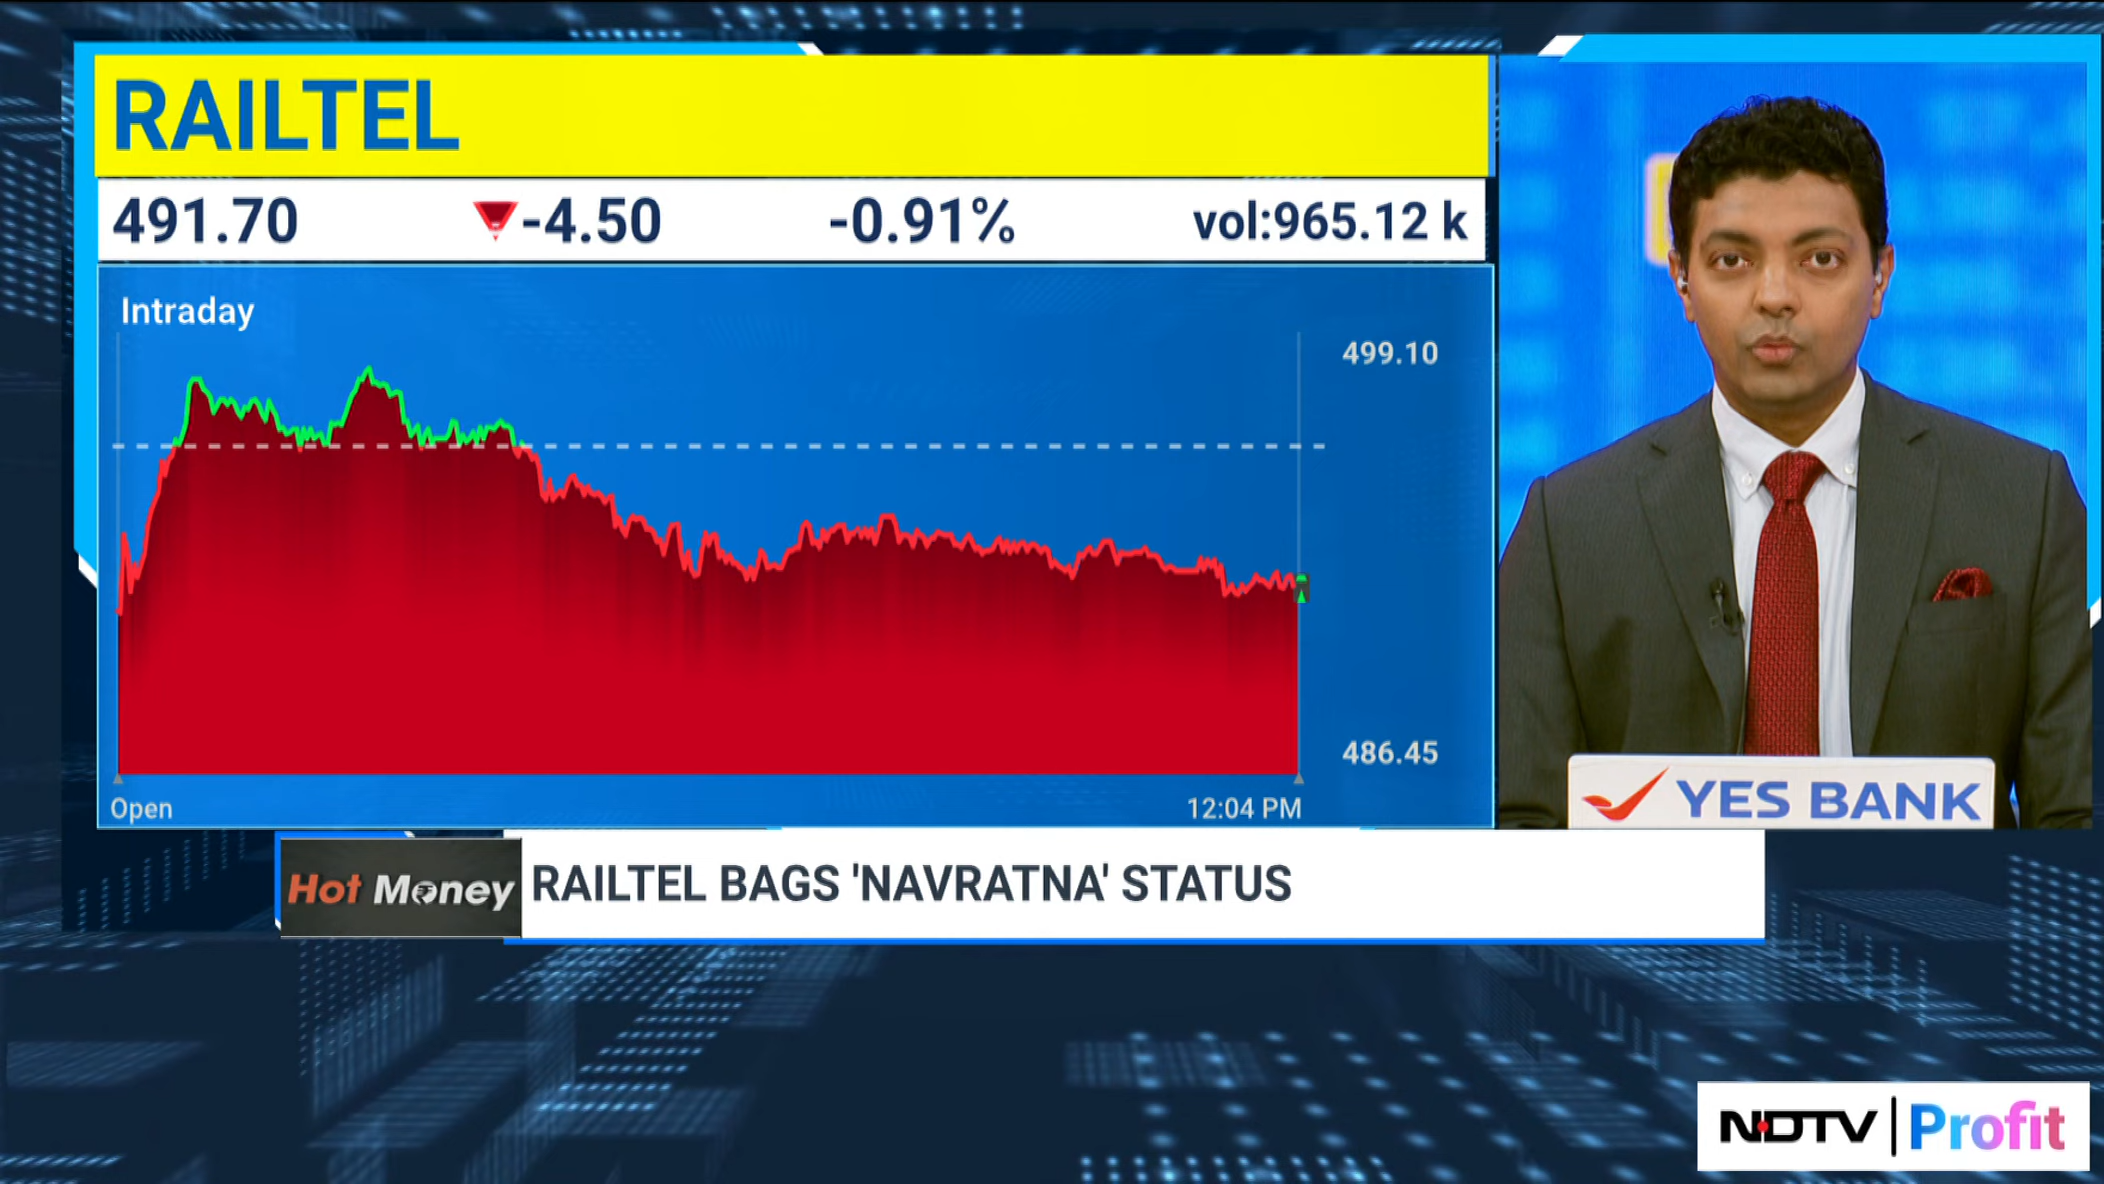 RAILTEL
491.70 -4.50 -0.91% vol:965.12 k
Intraday
499.10
486.45
Open 12:04 PM
YES BANK
Hot Money RAILTEL BAGS 'NAVRATNA' STATUS
NDTV Profit